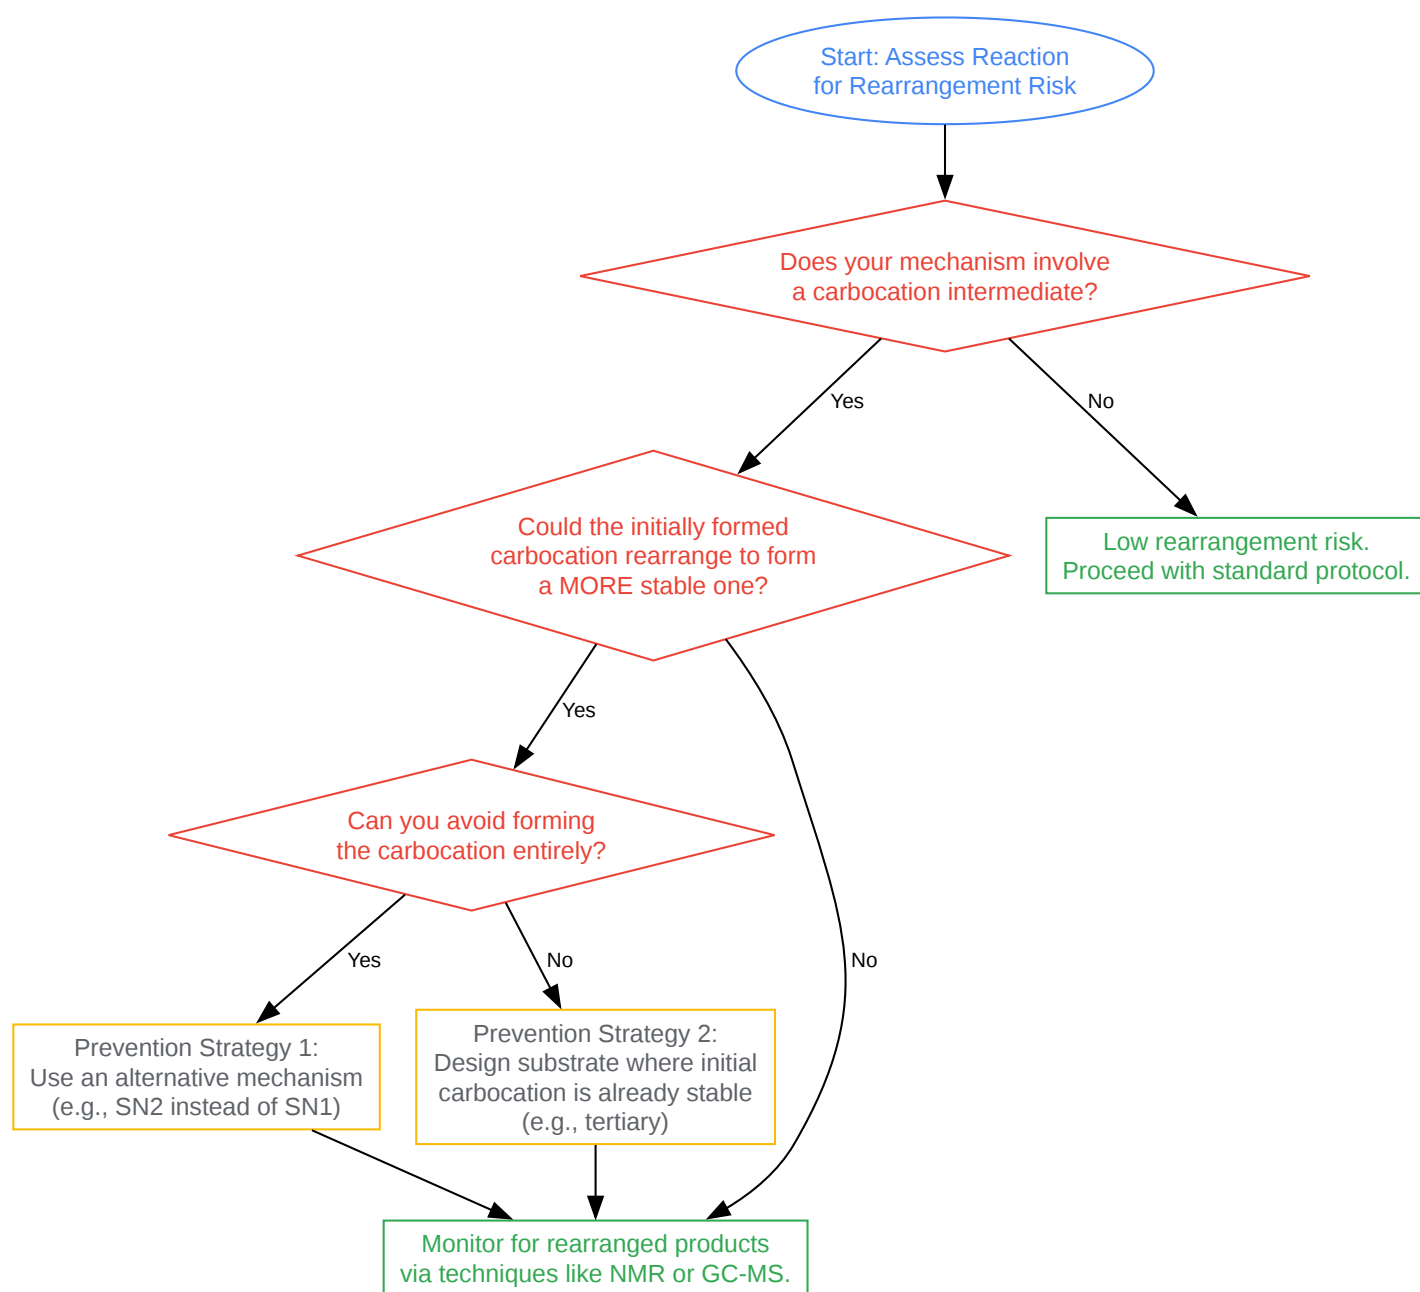 Start: Assess Reaction
for Rearrangement Risk
Does your mechanism involve
a carbocation intermediate?
Yes
No
Could the initially formed
carbocation rearrange to form
a MORE stable one?
Low rearrangement risk.
Proceed with standard protocol.
Yes
Can you avoid forming
the carbocation entirely?
Yes
No
No
Prevention Strategy 1:
Use an alternative mechanism
(e.g., SN2 instead of SN1)
Prevention Strategy 2:
Design substrate where initial
carbocation is already stable
(e.g., tertiary)
Monitor for rearranged products
via techniques like NMR or GC-MS.